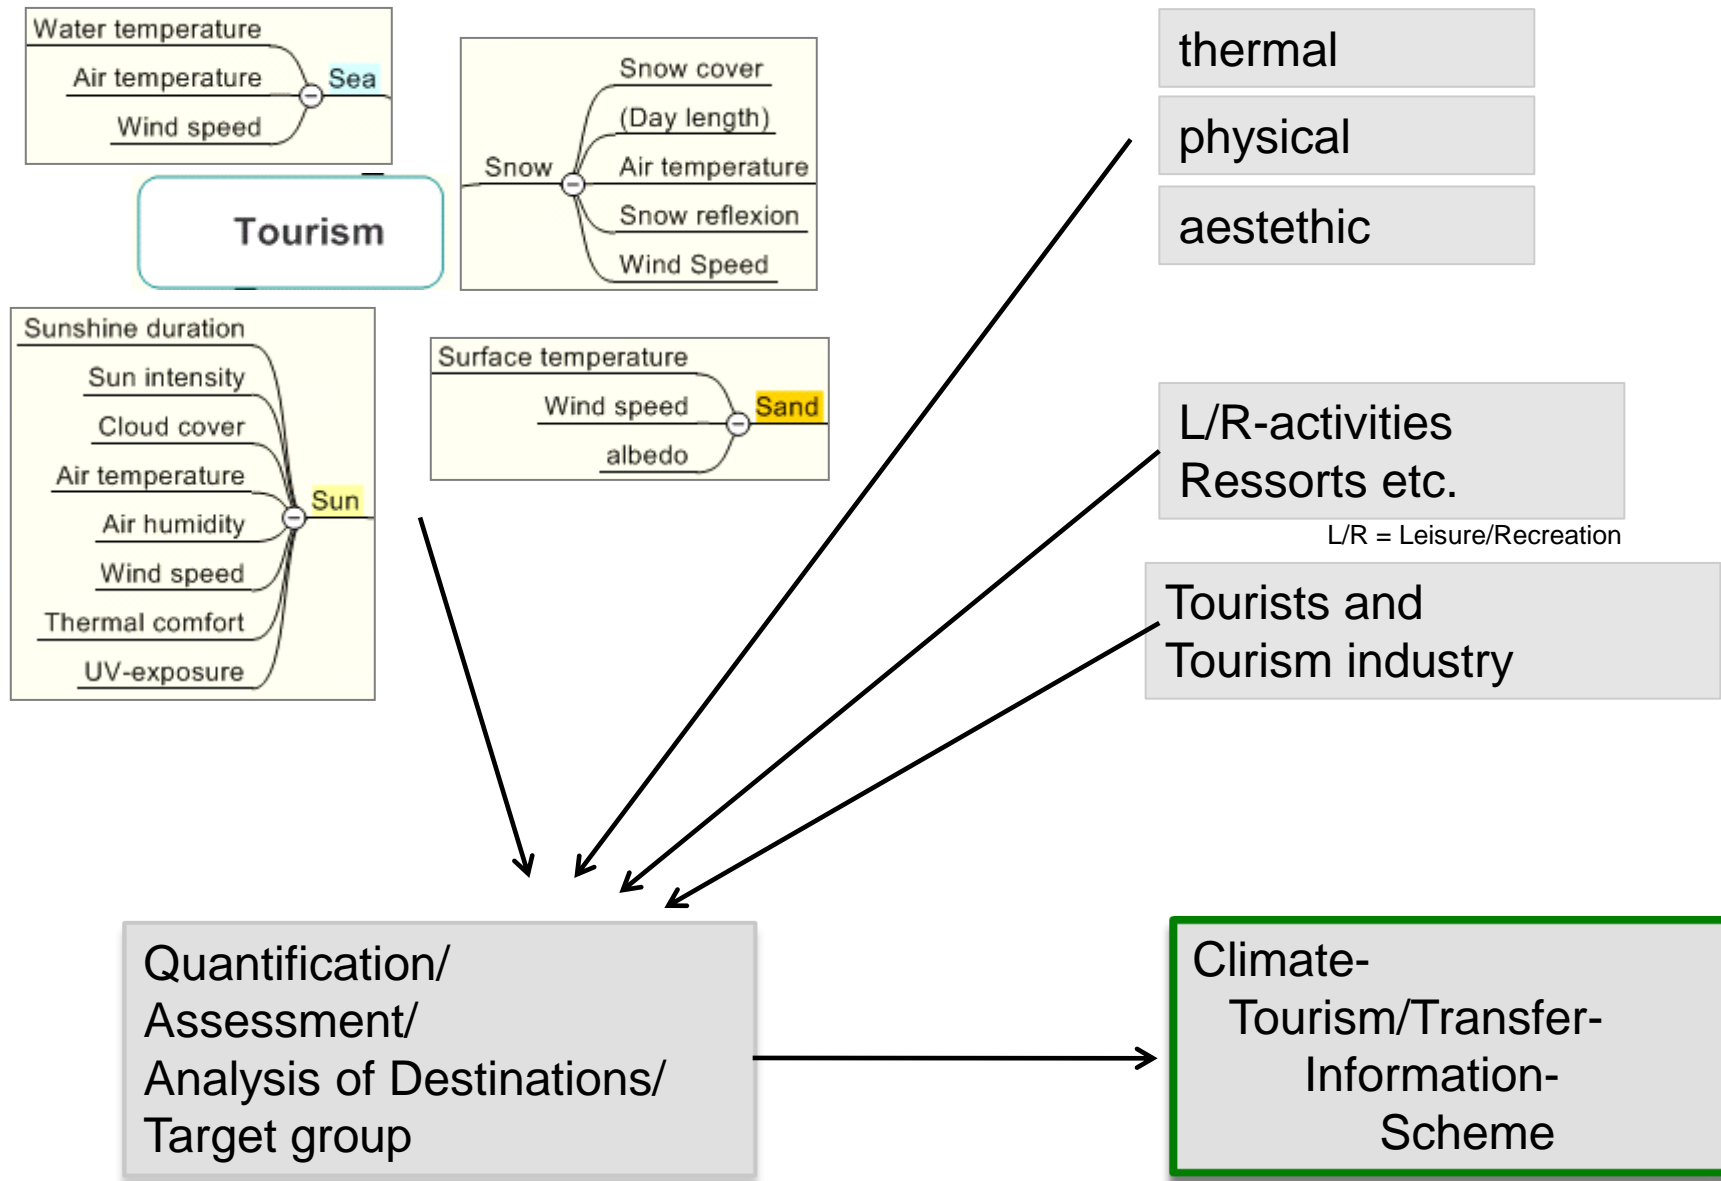 Water temperature
Air temperature
Wind speed
Sea
Tourism
Snow
Snow cover
(Day length)
Air temperature
Snow reflexion
Wind Speed
Sunshine duration
Sun intensity
Cloud cover
Air temperature
Air humidity
Wind speed
Thermal comfort
UV-exposure
Sun
Surface temperature
Wind speed
albedo
Sand
thermal
physical
aestethic
L/R-activities
Ressorts etc.
L/R = Leisure/Recreation
Tourists and
Tourism industry
Quantification/
Assessment/
Analysis of Destinations/
Target group
Climate-
Tourism/Transfer-
Information-
Scheme